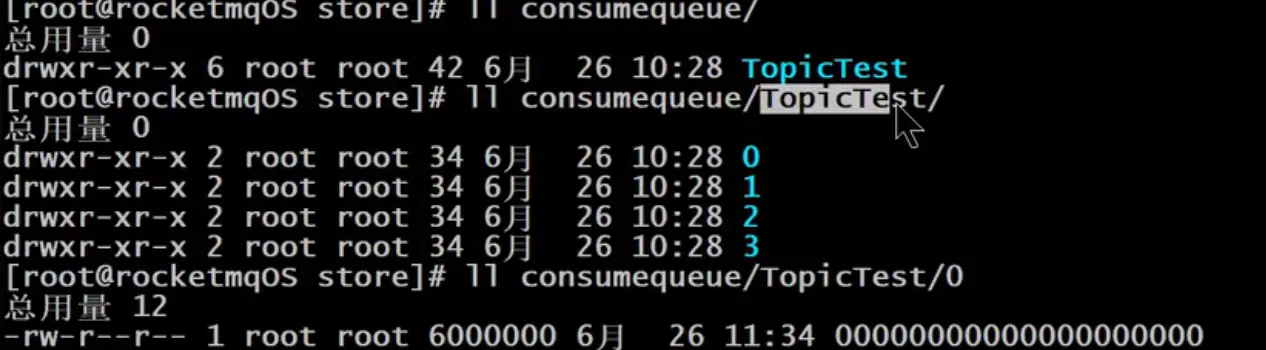 [root@rocketmqOS store]# ll consumequeue/
总用量 0
drwxr-xr-x 6 root root 42 6月  26 10:28 TopicTest
[root@rocketmqOS store]# ll consumequeue/TopicTest/
总用量 0
drwxr-xr-x 2 root root 34 6月  26 10:28 0
drwxr-xr-x 2 root root 34 6月  26 10:28 1
drwxr-xr-x 2 root root 34 6月  26 10:28 2
drwxr-xr-x 2 root root 34 6月  26 10:28 3
[root@rocketmqOS store]# ll consumequeue/TopicTest/0
总用量 12
-rw-r--r-- 1 root root 6000000 6月  26 11:34 00000000000000000000